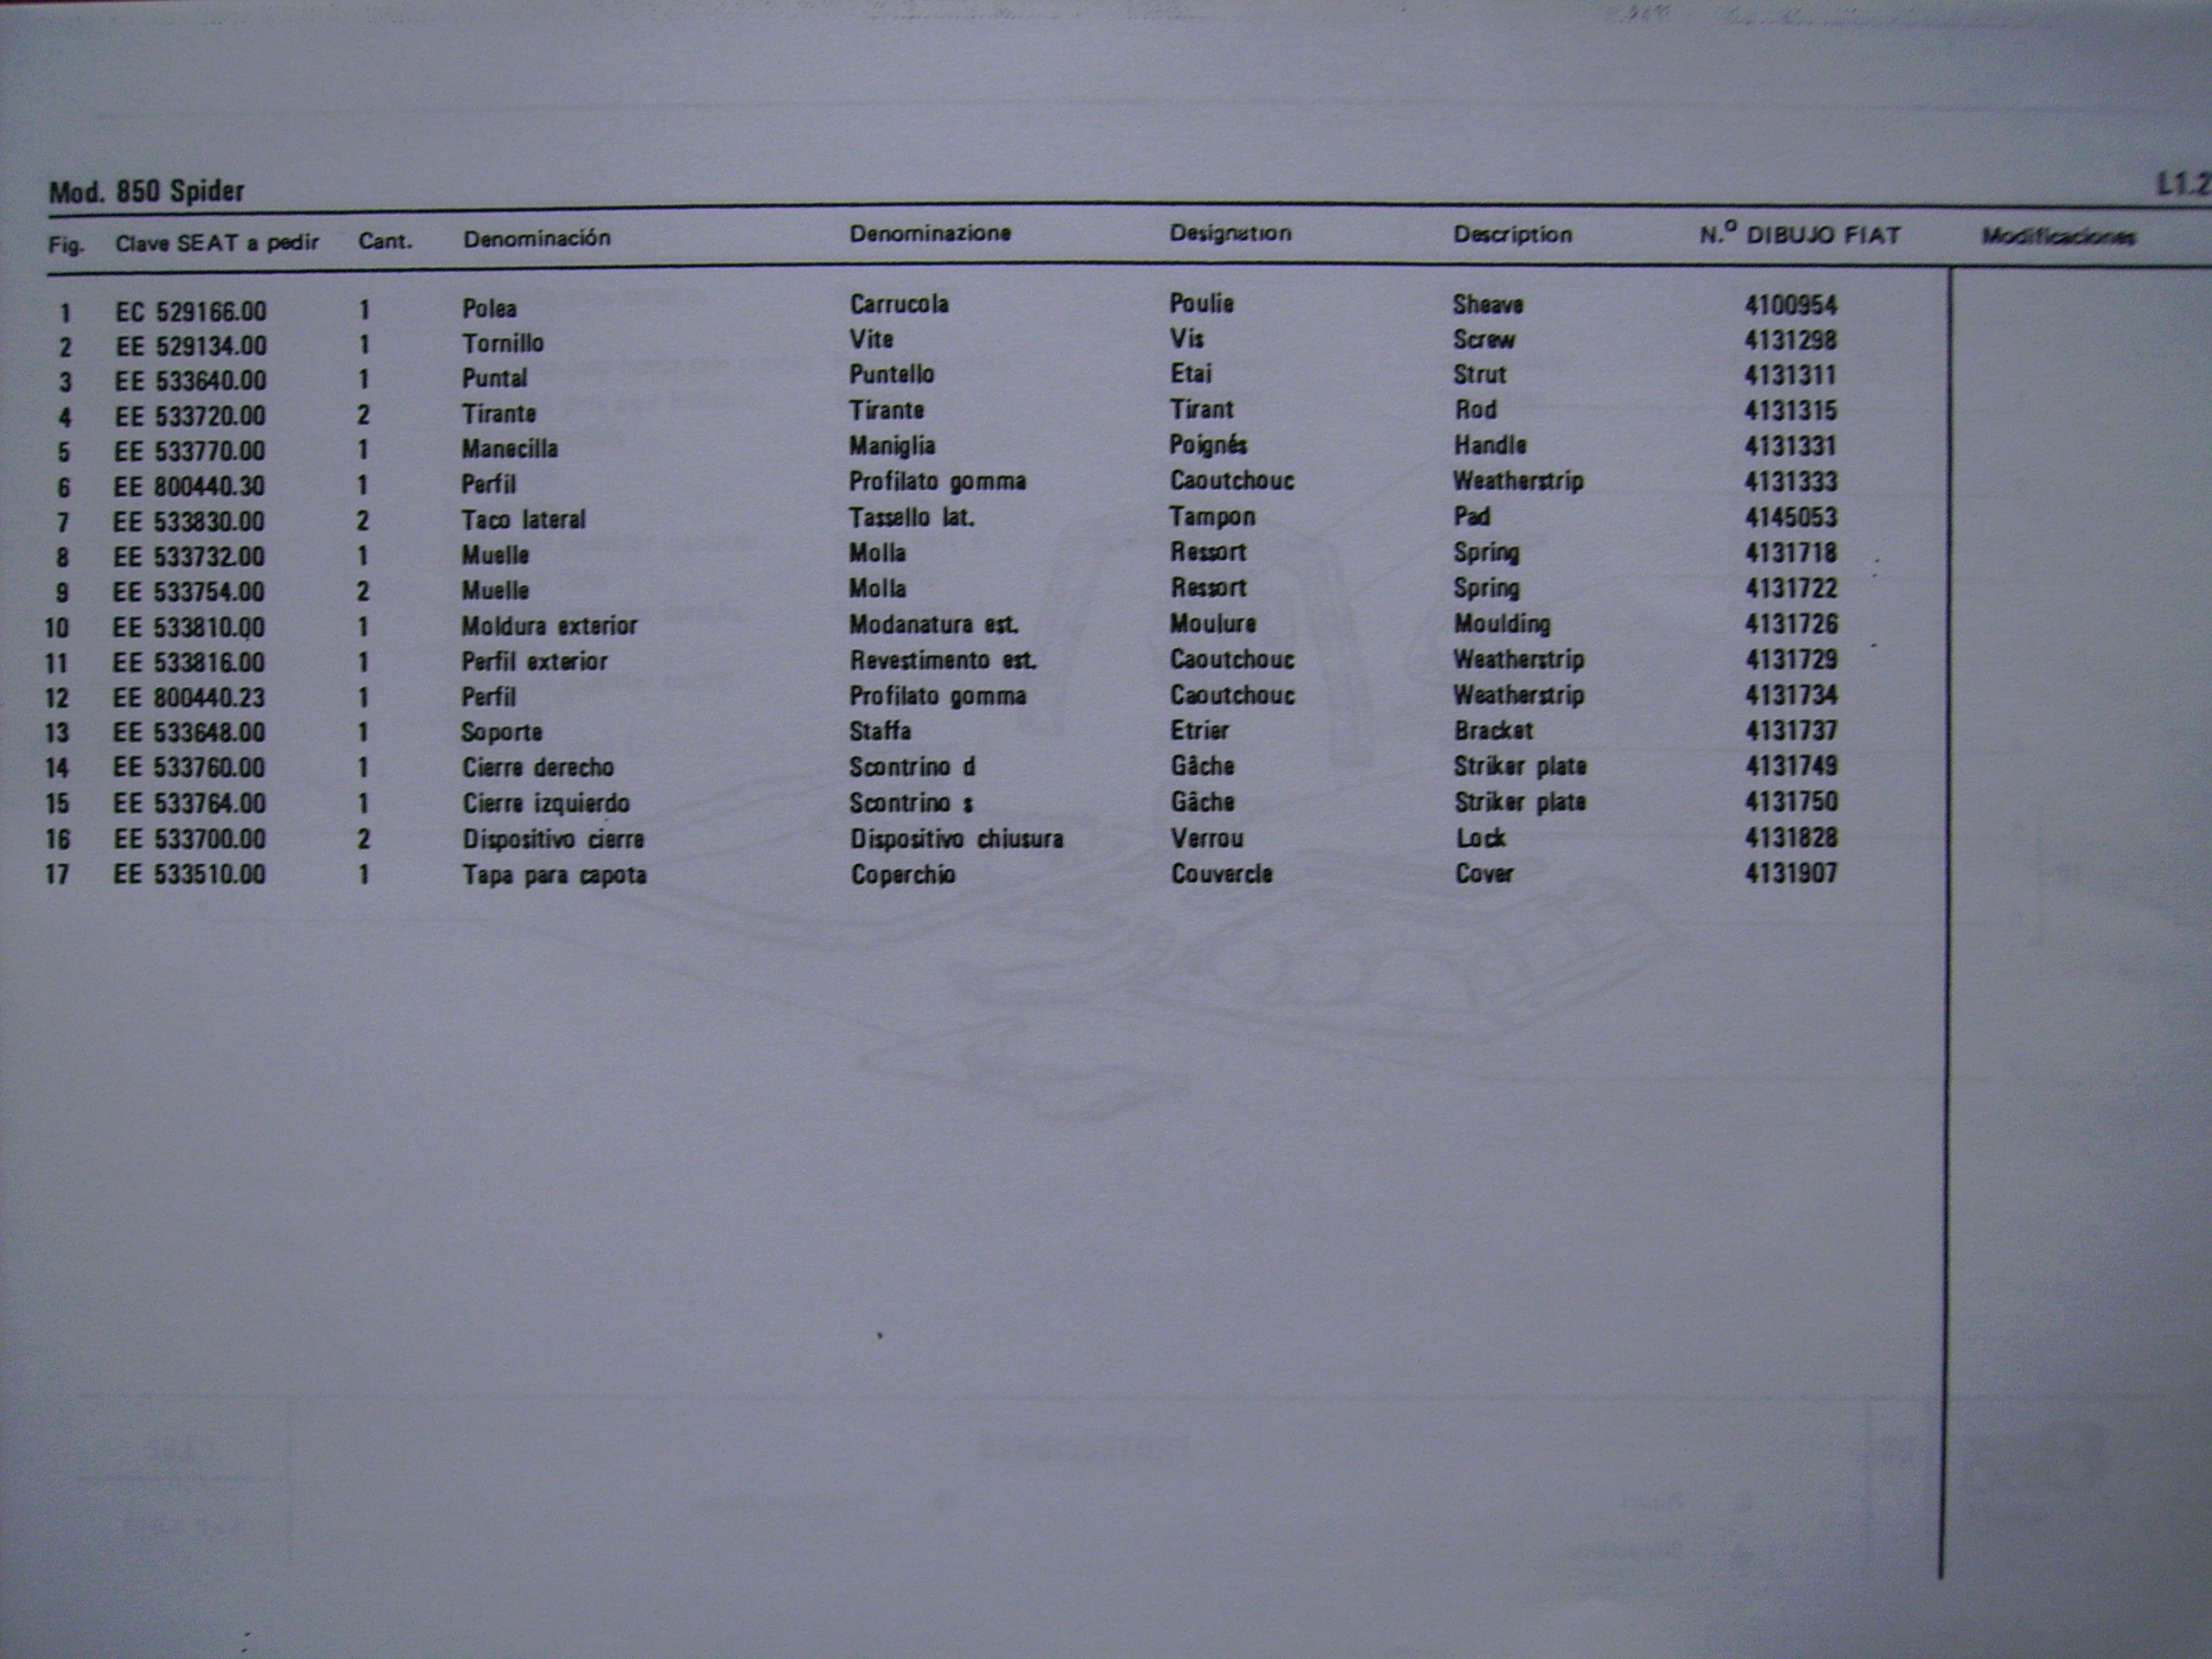 Mod. 850 Spider L1.2
Fig. Clave SEAT a pedir Cant. Denominación Denominazione Designation Description N.º DIBUJO FIAT Modificaciones
1 EC 529166.00 1 Polea Carrucola Poulie Sheave 4100954
2 EE 529134.00 1 Tornillo Vite Vis Screw 4131298
3 EE 533640.00 1 Puntal Puntello Etai Strut 4131311
4 EE 533720.00 2 Tirante Tirante Tirant Rod 4131315
5 EE 533770.00 1 Manecilla Maniglia Poignés Handle 4131331
6 EE 800440.30 1 Perfil Profilato gomma Caoutchouc Weatherstrip 4131333
7 EE 533830.00 2 Taco lateral Tassello lat. Tampon Pad 4145053
8 EE 533732.00 1 Muelle Molla Ressort Spring 4131718
9 EE 533754.00 2 Muelle Molla Ressort Spring 4131722
10 EE 533810.00 1 Moldura exterior Modanatura est. Moulure Moulding 4131726
11 EE 533816.00 1 Perfil exterior Revestimento est. Caoutchouc Weatherstrip 4131729
12 EE 800440.23 1 Perfil Profilato gomma Caoutchouc Weatherstrip 4131734
13 EE 533648.00 1 Soporte Staffa Etrier Bracket 4131737
14 EE 533760.00 1 Cierre derecho Scontrino d Gâche Striker plate 4131749
15 EE 533764.00 1 Cierre izquierdo Scontrino s Gâche Striker plate 4131750
16 EE 533700.00 2 Dispositivo cierre Dispositivo chiusura Verrou Lock 4131828
17 EE 533510.00 1 Tapa para capota Coperchio Couvercle Cover 4131907